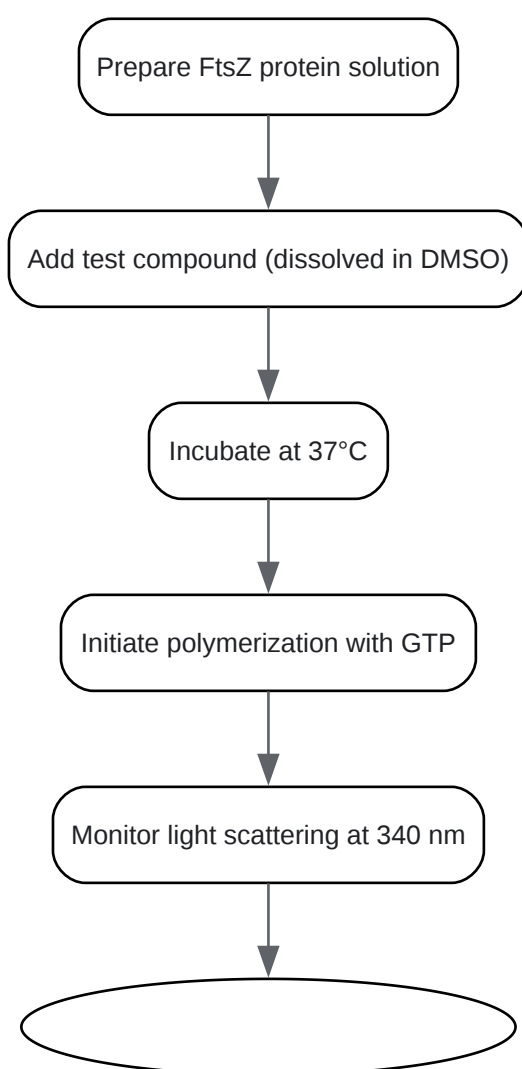 Prepare FtsZ protein solution
Add test compound (dissolved in DMSO)
Incubate at 37°C
Initiate polymerization with GTP
Monitor light scattering at 340 nm